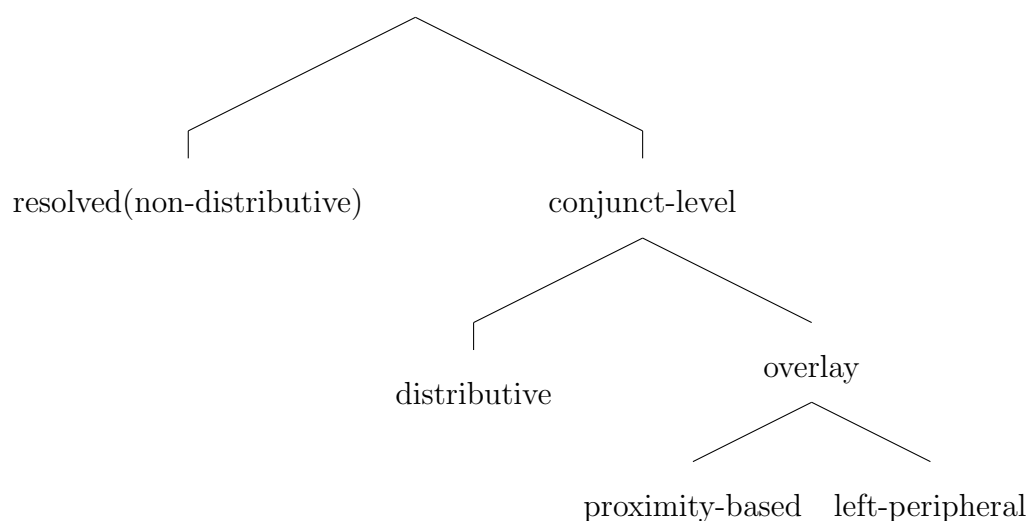 resolved(non-distributive) conjunct-level
overlay
distributive
proximity-based left-peripheral